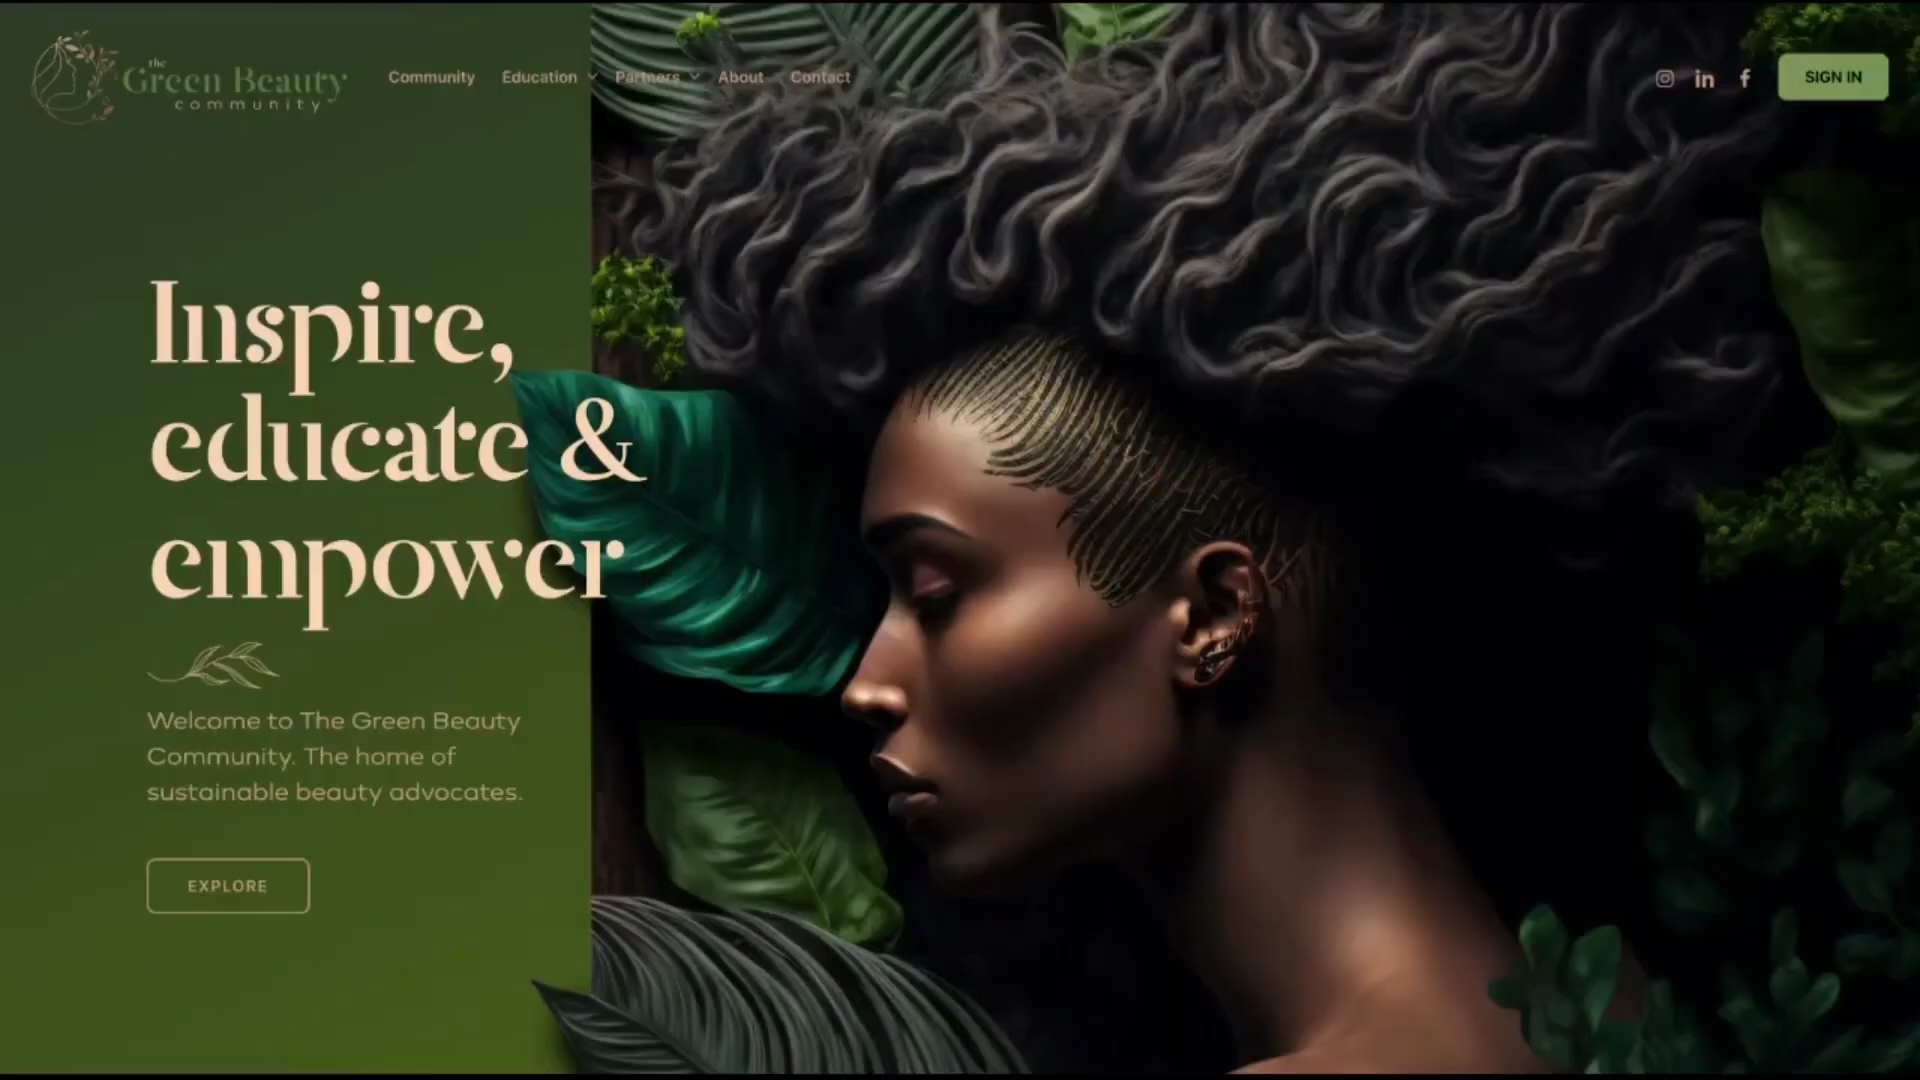 the
Green Beauty
community
Community
Education
Partners
About
Contact
SIGN IN
Inspire,
educate &
empower
Welcome to The Green Beauty
Community. The home of
sustainable beauty advocates.
EXPLORE